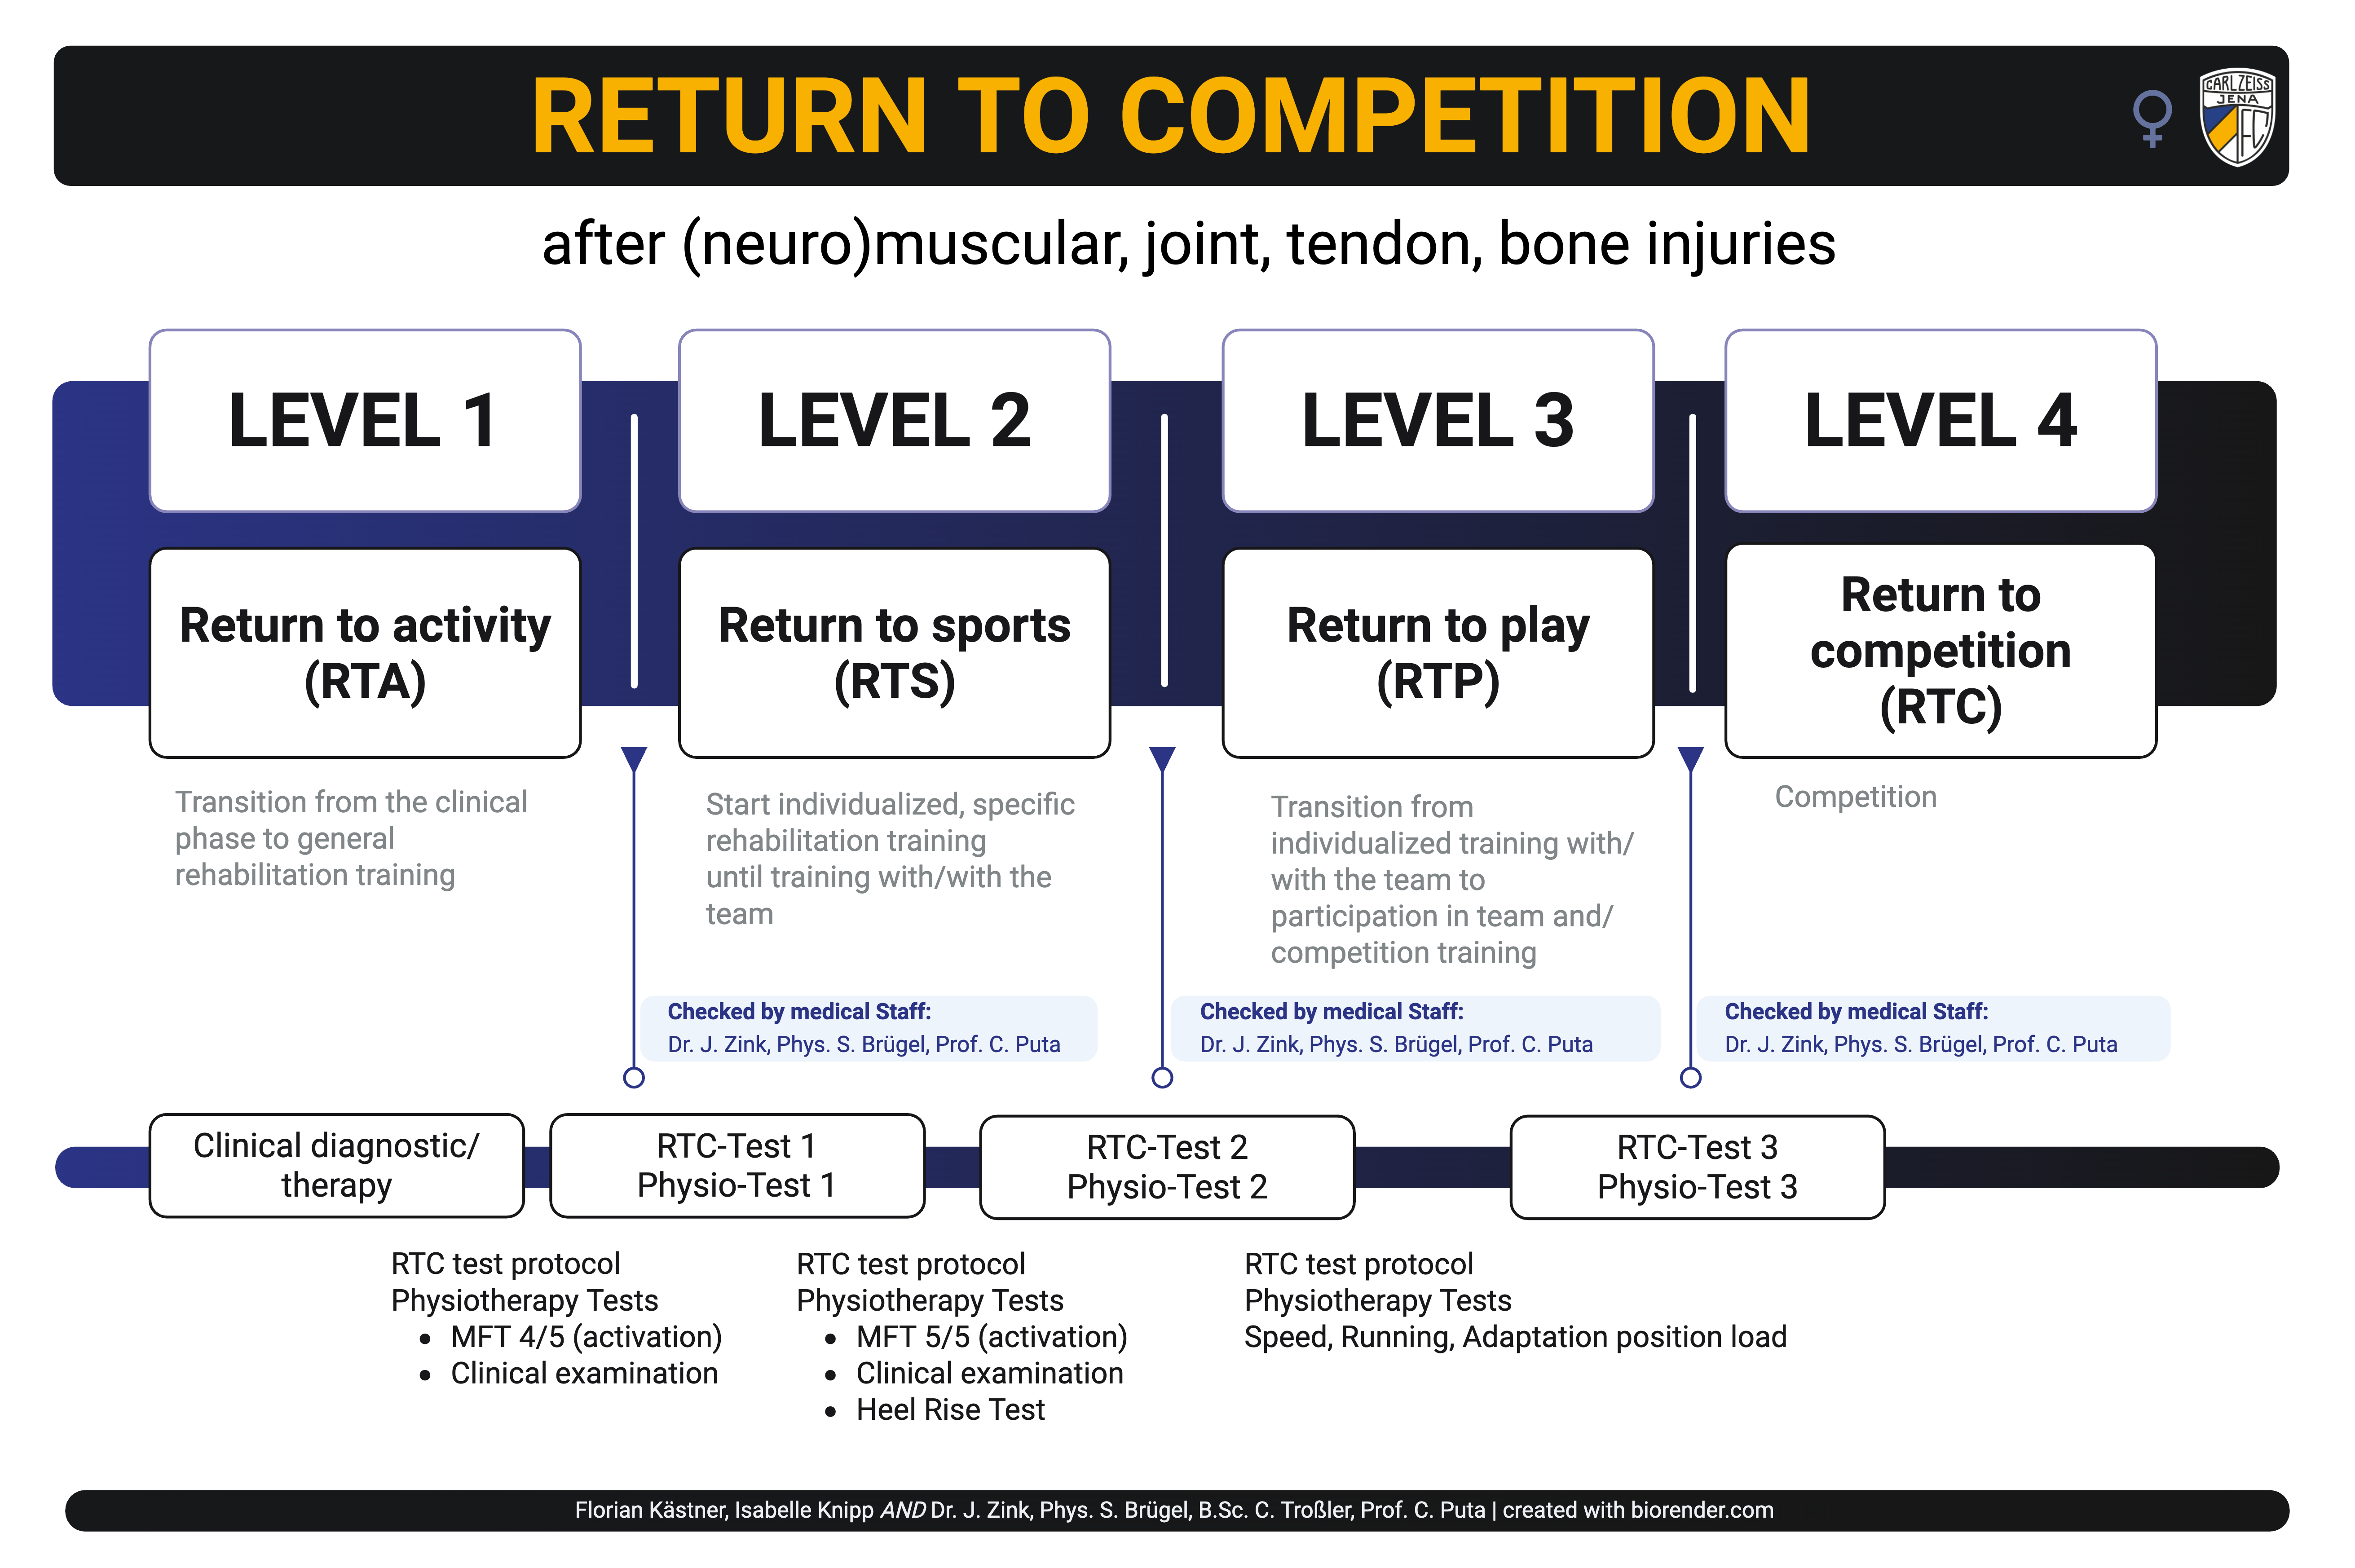 RETURN TO COMPETITION
CARL ZEISS
JENA
FC
after (neuro)muscular, joint, tendon, bone injuries
LEVEL 1
LEVEL 2
LEVEL 3
LEVEL 4
Return to activity
(RTA)
Return to sports
(RTS)
Return to play
(RTP)
Return to
competition
(RTC)
Transition from the clinical
phase to general
rehabilitation training
Start individualized, specific
rehabilitation training
until training with/with the
team
Transition from
individualized training with/
with the team to
participation in team and/
competition training
Competition
Checked by medical Staff:
Dr. J. Zink, Phys. S. Brügel, Prof. C. Puta
Checked by medical Staff:
Dr. J. Zink, Phys. S. Brügel, Prof. C. Puta
Checked by medical Staff:
Dr. J. Zink, Phys. S. Brügel, Prof. C. Puta
Clinical diagnostic/
therapy
RTC-Test 1
Physio-Test 1
RTC-Test 2
Physio-Test 2
RTC-Test 3
Physio-Test 3
RTC test protocol
Physiotherapy Tests
• MFT 4/5 (activation)
• Clinical examination
RTC test protocol
Physiotherapy Tests
• MFT 5/5 (activation)
• Clinical examination
• Heel Rise Test
RTC test protocol
Physiotherapy Tests
Speed, Running, Adaptation position load
Florian Kästner, Isabelle Knipp AND Dr. J. Zink, Phys. S. Brügel, B.Sc. C. Troßler, Prof. C. Puta | created with biorender.com